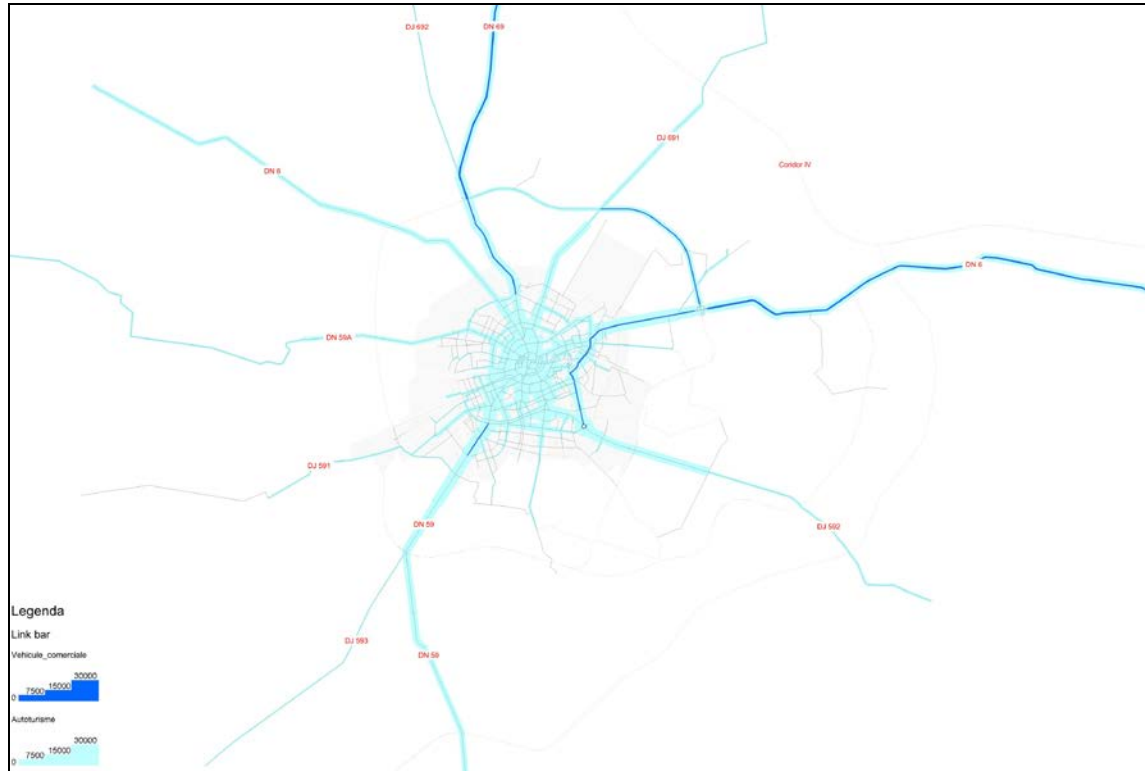 DJ 692
DN 69
DJ 691
Coridor IV
DN 6
DN 6
DN 59A
DJ 591
DN 59
DJ 592
DJ 593
DN 59
Legenda
Link bar
Vehicule_comerciale
0 7500 15000 30000
Autoturisme
0 7500 15000 30000